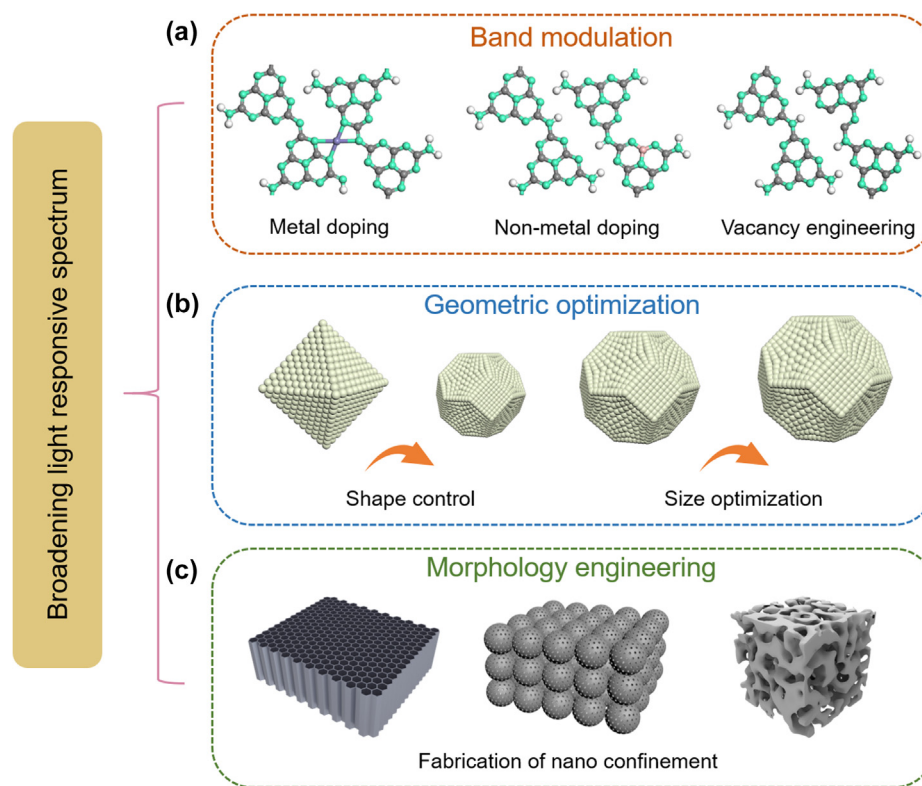 Broadening light responsive spectrum
(a)
Band modulation
Metal doping
Non-metal doping
Vacancy engineering
(b)
Geometric optimization
Shape control
Size optimization
(c)
Morphology engineering
Fabrication of nano confinement